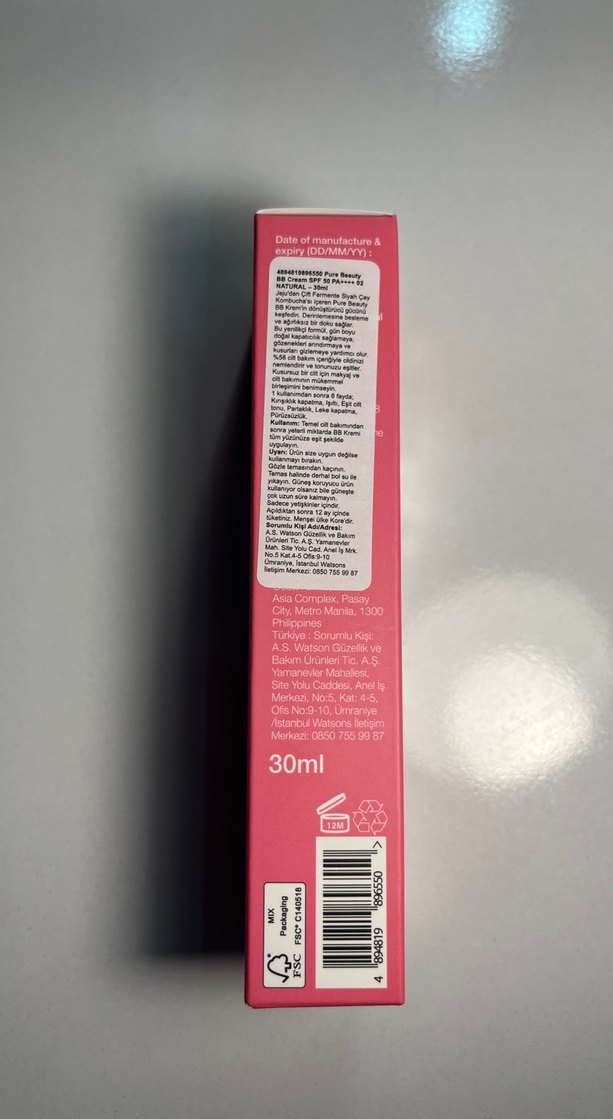 Date of manufacture &
expiry (DD/MM/YY) :
4894819896550 Pure Beauty
BB Cream SPF 50 PA++++ 02
NATURAL – 30ml
Jeju'dan Çift Fermente Siyah Çay
Kombucha'sı içeren Pure Beauty
BB Krem'in dönüştürücü gücünü
keşfedin. Derinlemesine besleme
ve ağırlıksız bir doku sağlar.
Bu yenilikçi formül, gün boyu
doğal kapatıcılık sağlamaya,
gözenekleri arındırmaya ve
kusurları gizlemeye yardımcı olur.
%58 cilt bakım içeriğiyle cildinizi
nemlendirir ve tonunuzu eşitler.
Kusursuz bir cilt için makyaj ve
cilt bakımının mükemmel
birleşimini benimseyin.
1 kullanımdan sonra 6 fayda;
Kırışıklık kapatma, Işıltı, Eşit cilt
tonu, Parlaklık, Leke kapatma,
Pürüzsüzlük.
Kullanım: Temel cilt bakımından
sonra yeterli miktarda BB Kremi
tüm yüzünüze eşit şekilde
uygulayın.
Uyarı: Ürün size uygun değilse
kullanmayı bırakın.
Gözle temasından kaçının.
Temas halinde derhal bol su ile
yıkayın. Güneş koruyucu ürün
kullanıyor olsanız bile güneşte
çok uzun süre kalmayın.
Sadece yetişkinler içindir.
Açıldıktan sonra 12 ay içinde
tüketiniz. Menşei ülke Kore'dir.
Sorumlu Kişi Adı/Adresi:
A.S. Watson Güzellik ve Bakım
Ürünleri Tic. A.Ş. Yamanevler
Mah. Site Yolu Cad. Anel İş Mrk.
No:5 Kat:4-5 Ofis:9-10
Ümraniye, İstanbul Watsons
İletişim Merkezi: 0850 755 99 87
Asia Complex, Pasay
City, Metro Manila, 1300
Philippines
Türkiye : Sorumlu Kişi:
A.S. Watson Güzellik ve
Bakım Ürünleri Tic. A.Ş.
Yamanevler Mahallesi,
Site Yolu Caddesi, Anel İş
Merkezi, No:5, Kat: 4-5,
Ofis No:9-10, Ümraniye
/İstanbul Watsons İletişim
Merkezi: 0850 755 99 87
30ml
12M
MIX
Packaging
FSC® C140518
FSC
4 894819 896550 >